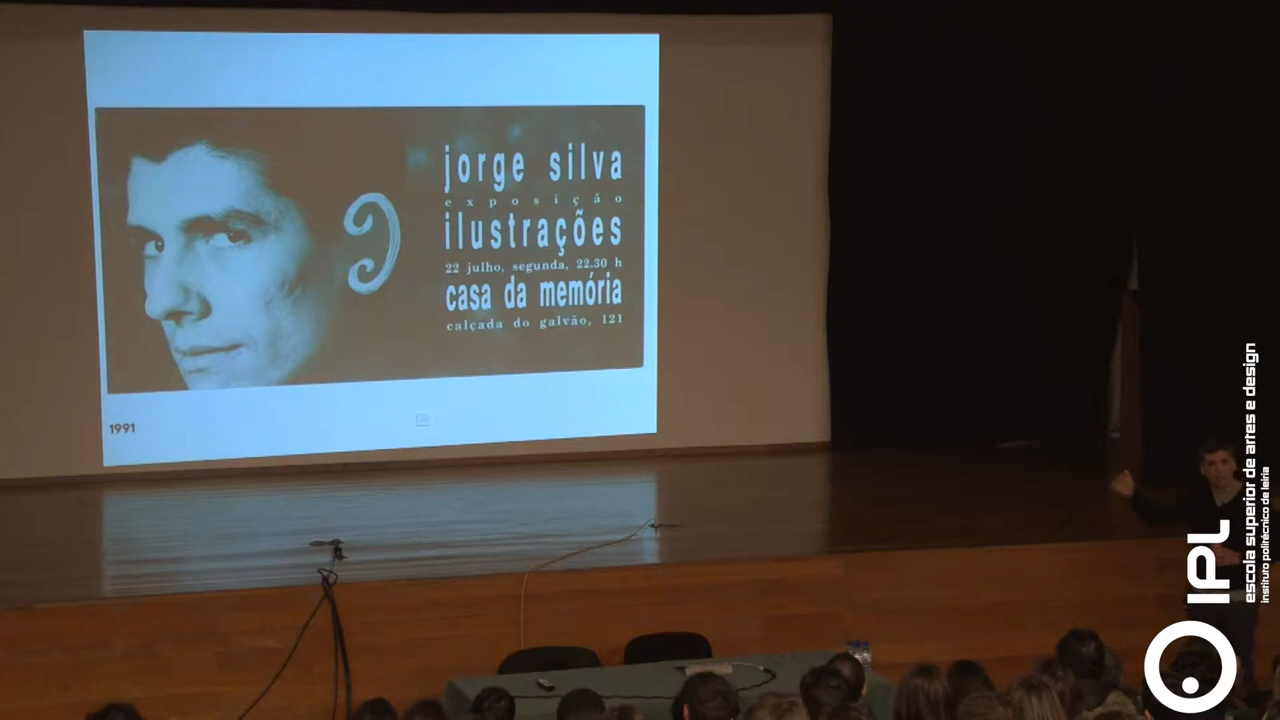 jorge silva
exposição
ilustrações
22 julho, segunda, 22.30 h
casa da memória
calçada do galvão, 121
1991
IPL
escola superior de artes e design
instituto politécnico de leiria